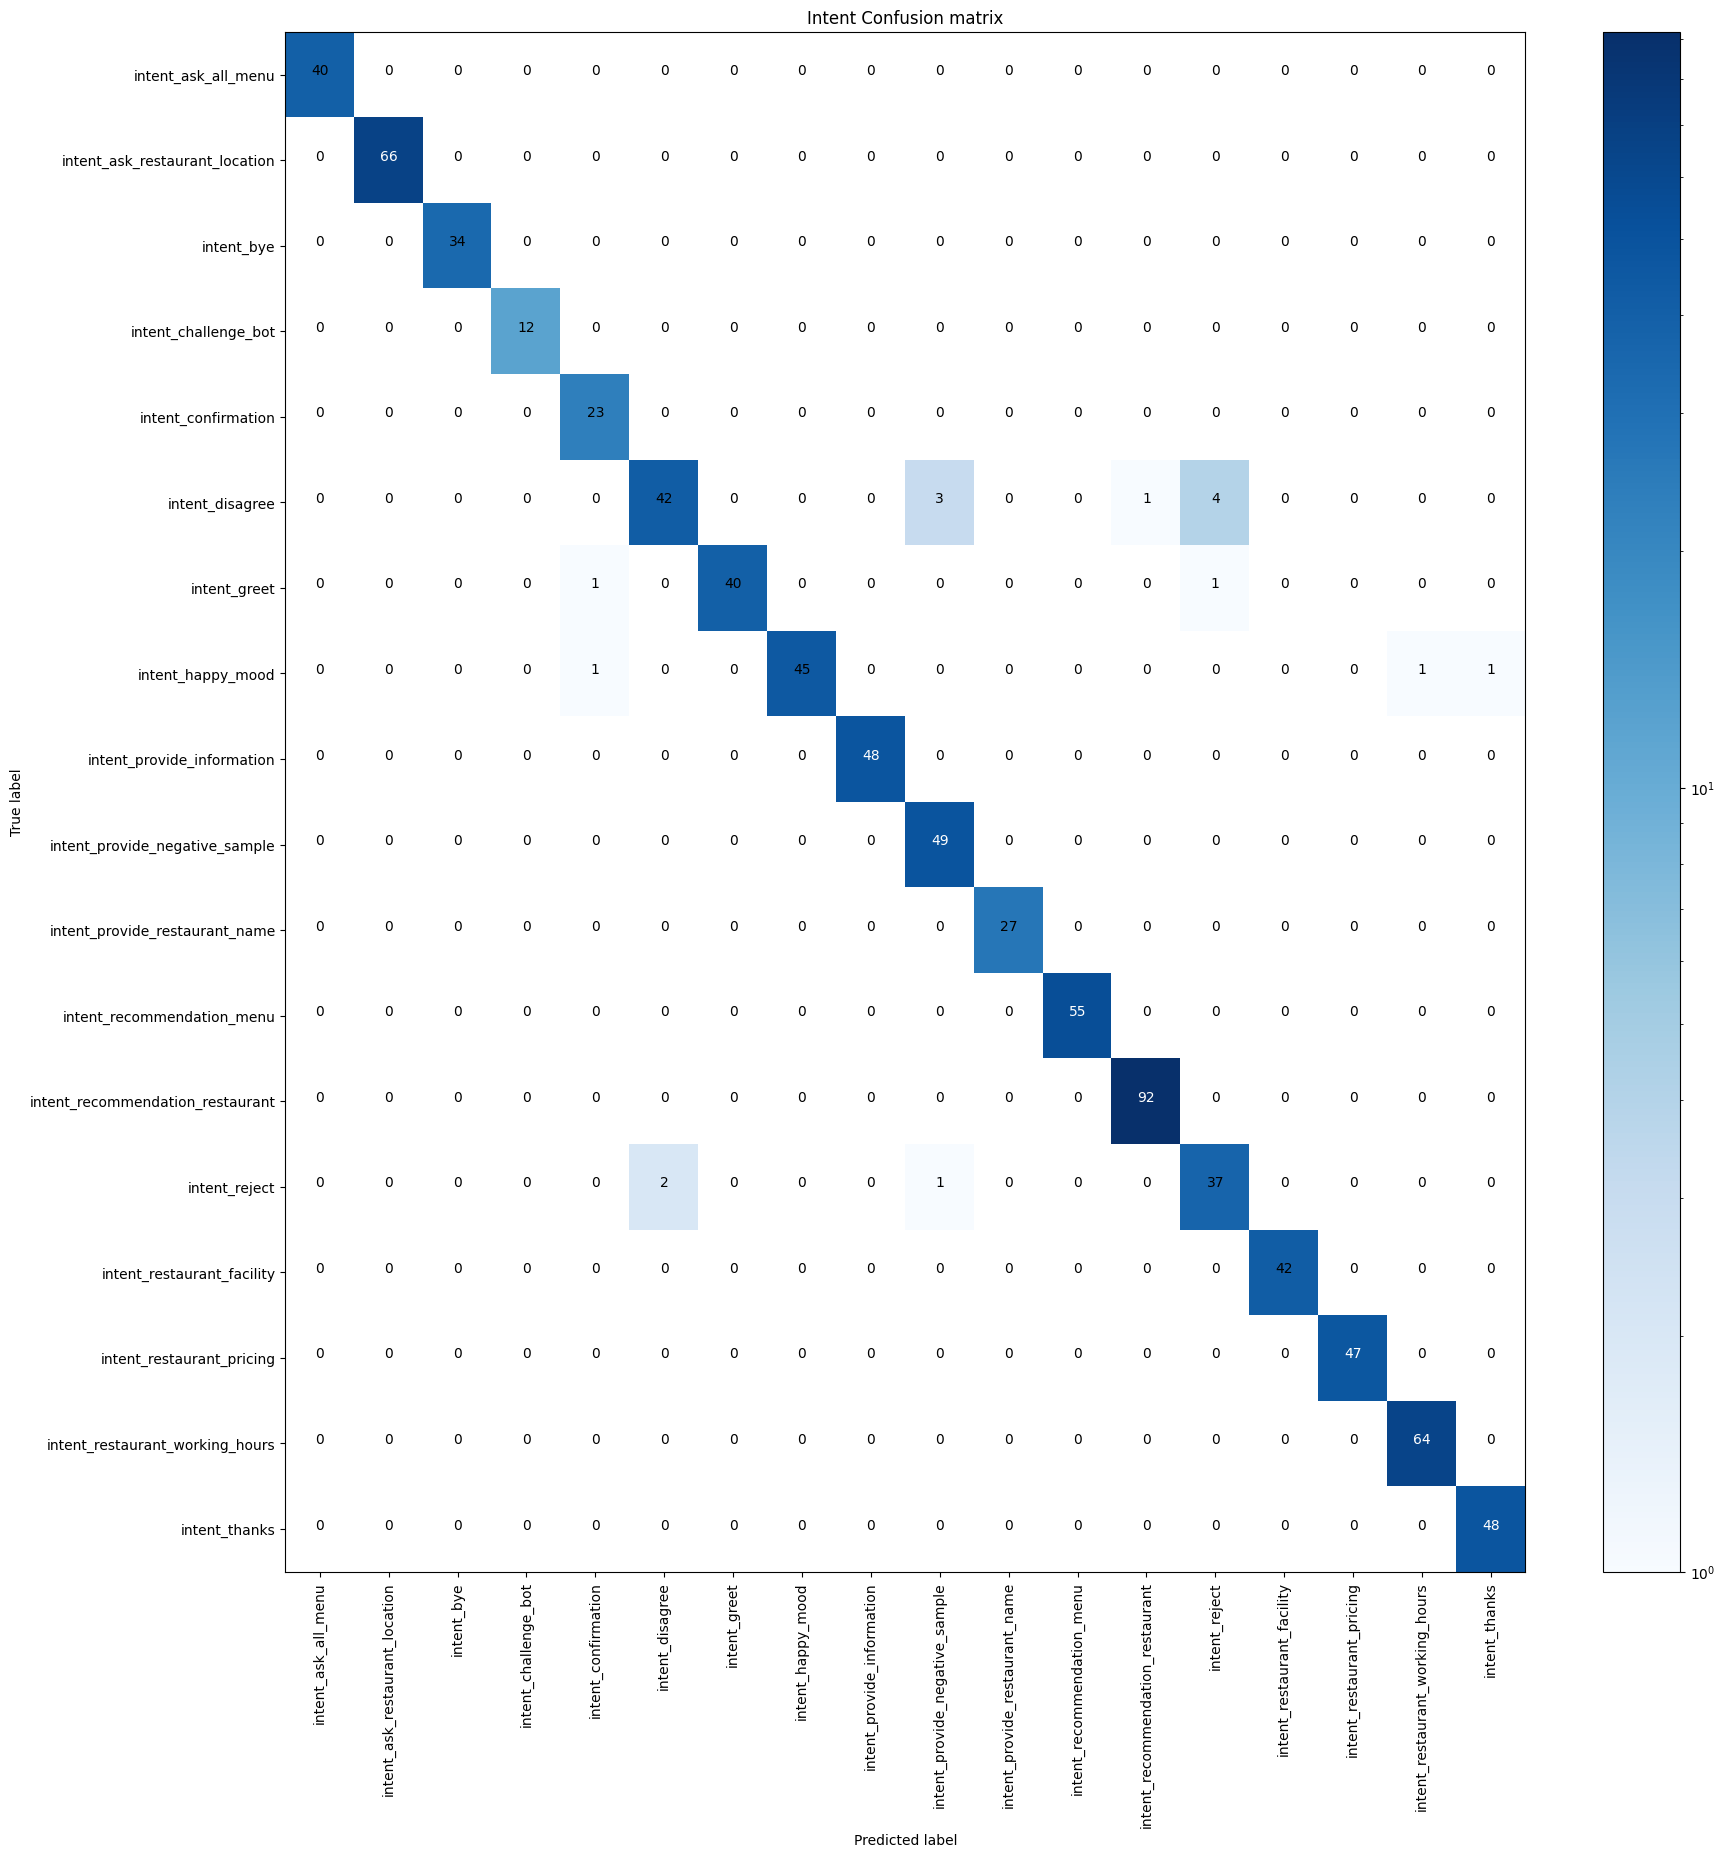 Intent Confusion matrix
intent_ask_all_menu 40 0 0 0 0 0 0 0 0 0 0 0 0 0 0 0 0 0
intent_ask_restaurant_location 0 66 0 0 0 0 0 0 0 0 0 0 0 0 0 0 0 0
intent_bye 0 0 34 0 0 0 0 0 0 0 0 0 0 0 0 0 0 0
intent_challenge_bot 0 0 0 12 0 0 0 0 0 0 0 0 0 0 0 0 0 0
intent_confirmation 0 0 0 0 23 0 0 0 0 0 0 0 0 0 0 0 0 0
intent_disagree 0 0 0 0 0 42 0 0 0 3 0 0 1 4 0 0 0 0
intent_greet 0 0 0 0 1 0 40 0 0 0 0 0 0 1 0 0 0 0
intent_happy_mood 0 0 0 0 1 0 0 45 0 0 0 0 0 0 0 0 1 1
intent_provide_information 0 0 0 0 0 0 0 0 48 0 0 0 0 0 0 0 0 0
intent_provide_negative_sample 0 0 0 0 0 0 0 0 0 49 0 0 0 0 0 0 0 0
intent_provide_restaurant_name 0 0 0 0 0 0 0 0 0 0 27 0 0 0 0 0 0 0
intent_recommendation_menu 0 0 0 0 0 0 0 0 0 0 0 55 0 0 0 0 0 0
intent_recommendation_restaurant 0 0 0 0 0 0 0 0 0 0 0 0 92 0 0 0 0 0
intent_reject 0 0 0 0 0 2 0 0 0 1 0 0 0 37 0 0 0 0
intent_restaurant_facility 0 0 0 0 0 0 0 0 0 0 0 0 0 0 42 0 0 0
intent_restaurant_pricing 0 0 0 0 0 0 0 0 0 0 0 0 0 0 0 47 0 0
intent_restaurant_working_hours 0 0 0 0 0 0 0 0 0 0 0 0 0 0 0 0 64 0
intent_thanks 0 0 0 0 0 0 0 0 0 0 0 0 0 0 0 0 0 48
True label
intent_ask_all_menu
intent_ask_restaurant_location
intent_bye
intent_challenge_bot
intent_confirmation
intent_disagree
intent_greet
intent_happy_mood
intent_provide_information
intent_provide_negative_sample
intent_provide_restaurant_name
intent_recommendation_menu
intent_recommendation_restaurant
intent_reject
intent_restaurant_facility
intent_restaurant_pricing
intent_restaurant_working_hours
intent_thanks
Predicted label
10¹
10⁰